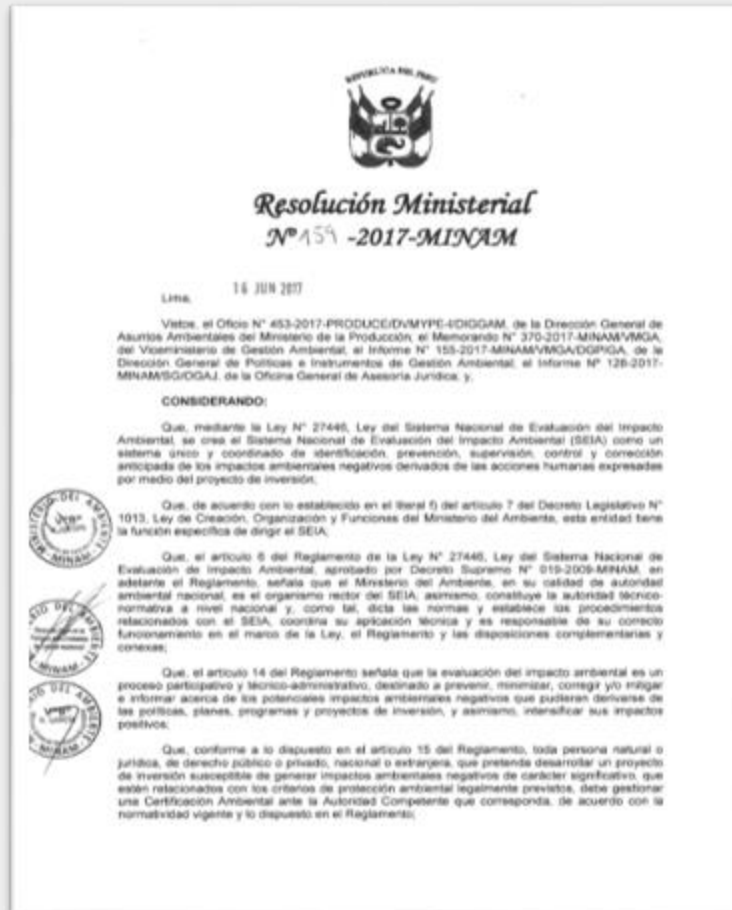 REPUBLICA DEL PERU
Resolución Ministerial
Nº 159 -2017-MINAM
16 JUN 2017
Lima,
Vistos, el Oficio N° 453-2017-PRODUCE/DVMYPE-I/DIGGAM, de la Dirección General de
Asuntos Ambientales del Ministerio de la Producción, el Memorando N° 370-2017-MINAM/VMGA,
del Viceministerio de Gestión Ambiental, el Informe N° 155-2017-MINAM/VMGA/DGPIGA, de la
Dirección General de Políticas e Instrumentos de Gestión Ambiental, el Informe Nº 128-2017-
MINAM/SG/OGAJ, de la Oficina General de Asesoría Jurídica, y,
CONSIDERANDO:
Que, mediante la Ley N° 27446, Ley del Sistema Nacional de Evaluación del Impacto
Ambiental, se crea el Sistema Nacional de Evaluación del Impacto Ambiental (SEIA) como un
sistema único y coordinado de identificación, prevención, supervisión, control y corrección
anticipada de los impactos ambientales negativos derivados de las acciones humanas expresadas
por medio del proyecto de inversión;
Que, de acuerdo con lo establecido en el literal f) del artículo 7 del Decreto Legislativo N°
1013, Ley de Creación, Organización y Funciones del Ministerio del Ambiente, esta entidad tiene
la función específica de dirigir el SEIA;
Que, el artículo 6 del Reglamento de la Ley N° 27446, Ley del Sistema Nacional de
Evaluación de Impacto Ambiental, aprobado por Decreto Supremo N° 019-2009-MINAM, en
adelante el Reglamento, señala que el Ministerio del Ambiente, en su calidad de autoridad
ambiental nacional, es el organismo rector del SEIA; asimismo, constituye la autoridad técnico-
normativa a nivel nacional y, como tal, dicta las normas y establece los procedimientos
relacionados con el SEIA, coordina su aplicación técnica y es responsable de su correcto
funcionamiento en el marco de la Ley, el Reglamento y las disposiciones complementarias y
conexas;
Que, el artículo 14 del Reglamento señala que la evaluación del impacto ambiental es un
proceso participativo y técnico-administrativo, destinado a prevenir, minimizar, corregir y/o mitigar
e informar acerca de los potenciales impactos ambientales negativos que pudieran derivarse de
las políticas, planes, programas y proyectos de inversión, y asimismo, intensificar sus impactos
positivos;
Que, conforme a lo dispuesto en el artículo 15 del Reglamento, toda persona natural o
jurídica, de derecho público o privado, nacional o extranjera, que pretenda desarrollar un proyecto
de inversión susceptible de generar impactos ambientales negativos de carácter significativo, que
estén relacionados con los criterios de protección ambiental legalmente previstos, debe gestionar
una Certificación Ambiental ante la Autoridad Competente que corresponda, de acuerdo con la
normatividad vigente y lo dispuesto en el Reglamento;
MINISTERIO DEL AMBIENTE
MINAM
DEL AMBIENTE
MINAM
DEL AMBIENTE
MINAM